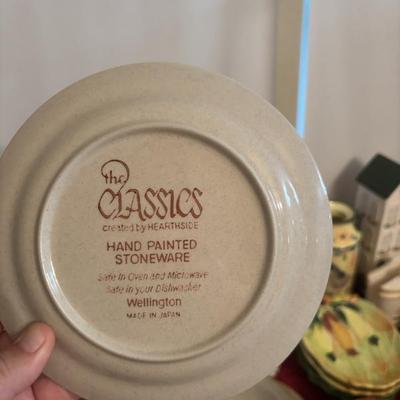 the
CLASSICS
created by HEARTHSIDE
HAND PAINTED
STONEWARE
Safe in Oven and Microwave
Safe in your Dishwasher
Wellington
MADE IN JAPAN